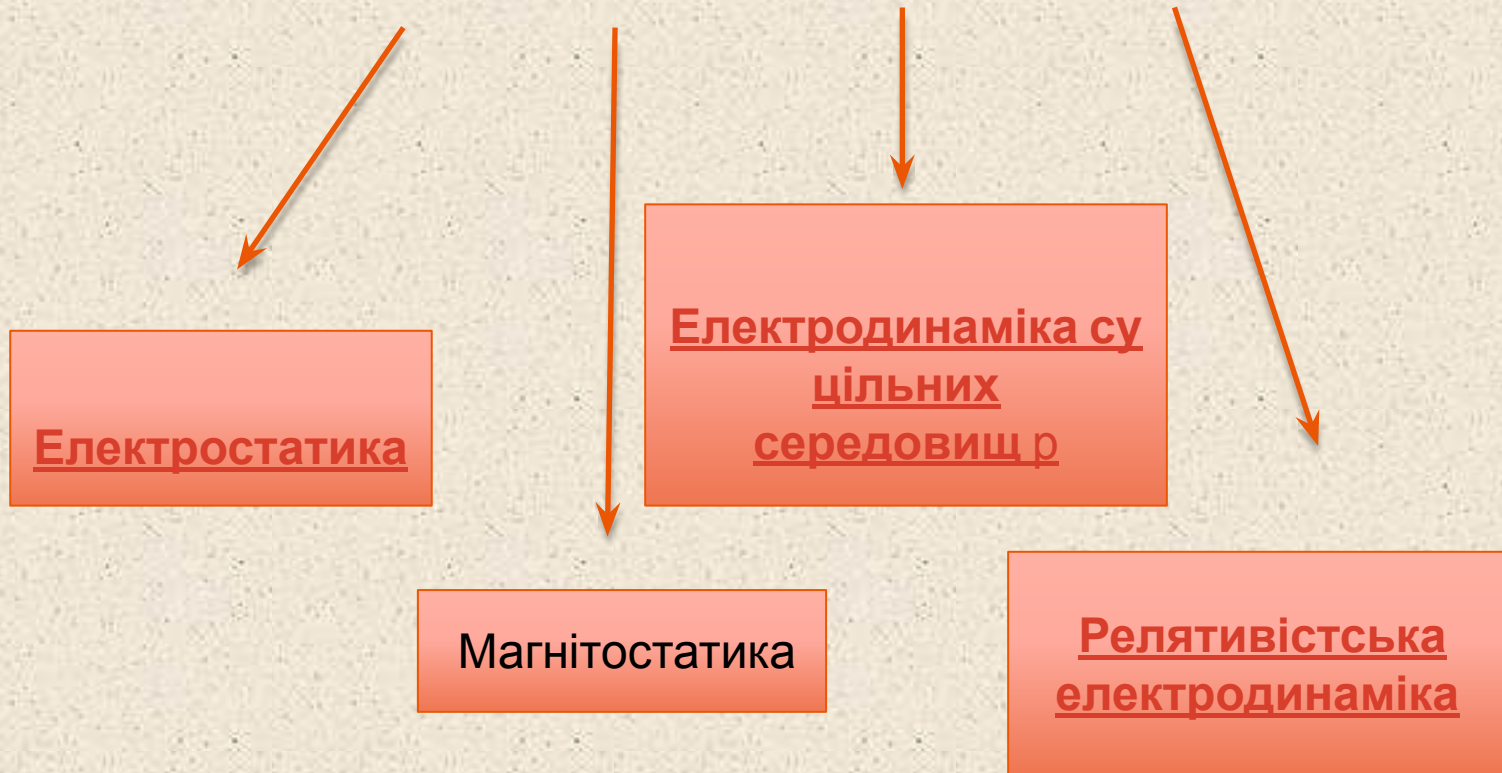 Електростатика
Магнітостатика
Електродинаміка су
цільних
середовищ р
Релятивістська
електродинаміка